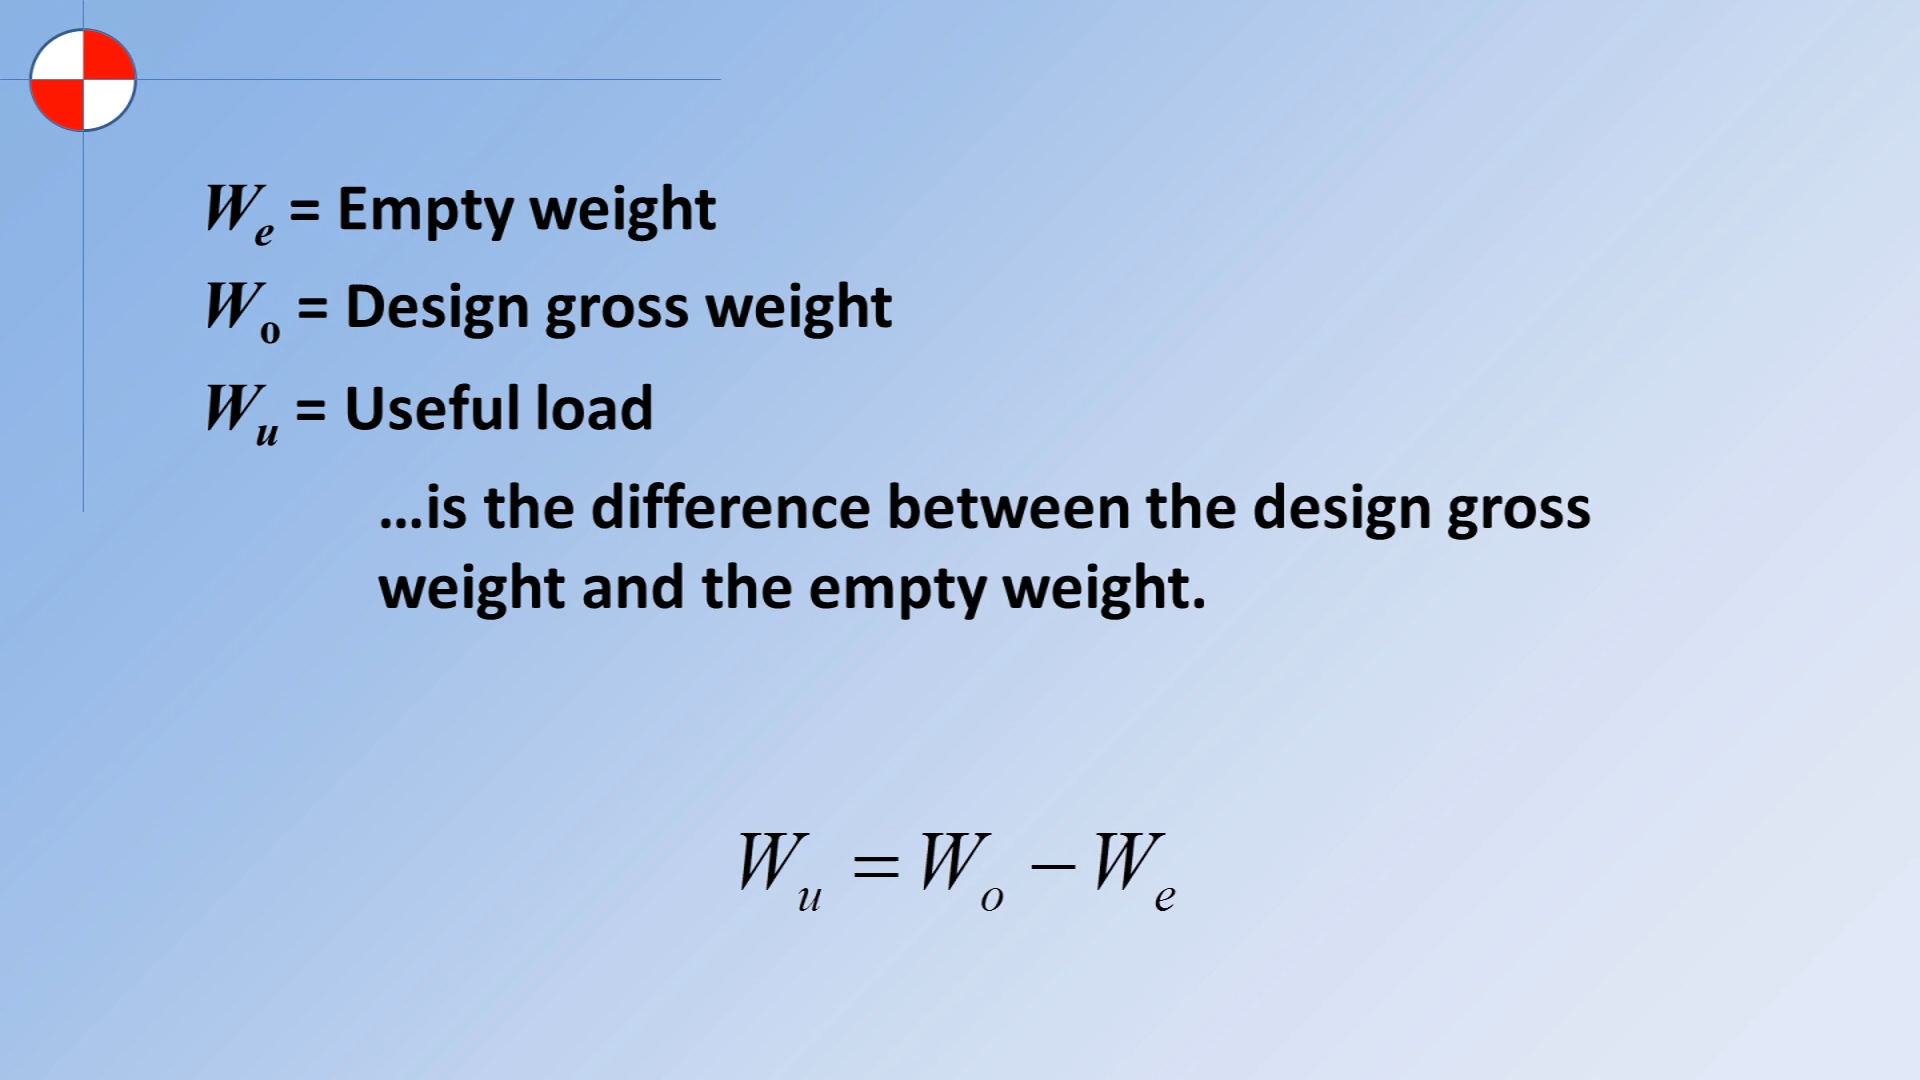 We = Empty weight
Wo = Design gross weight
Wu = Useful load
...is the difference between the design gross
weight and the empty weight.
Wu = Wo − We